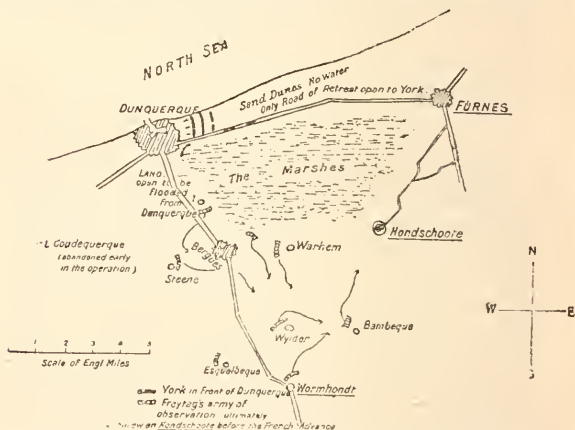 NORTH SEA
Sand Dunes No Water
Only Road of Retreat open to York.
DUNQUERQUE
FURNES
LAND
open to be
flooded
from
Dunquerque
The Marshes
Hondschoote
1 Coudequerque
(abandoned early
in the operation)
Bergues
Warhem
Steene
N
W
E
S
Wylder
Bambeque
0 1 2 3 4 5
Scale of Engl Miles
Esquelbeque
Wormhondt
York in Front of Dunquerque
Freytag's army of
observation ultimately
on Hondschoote before the French Advance